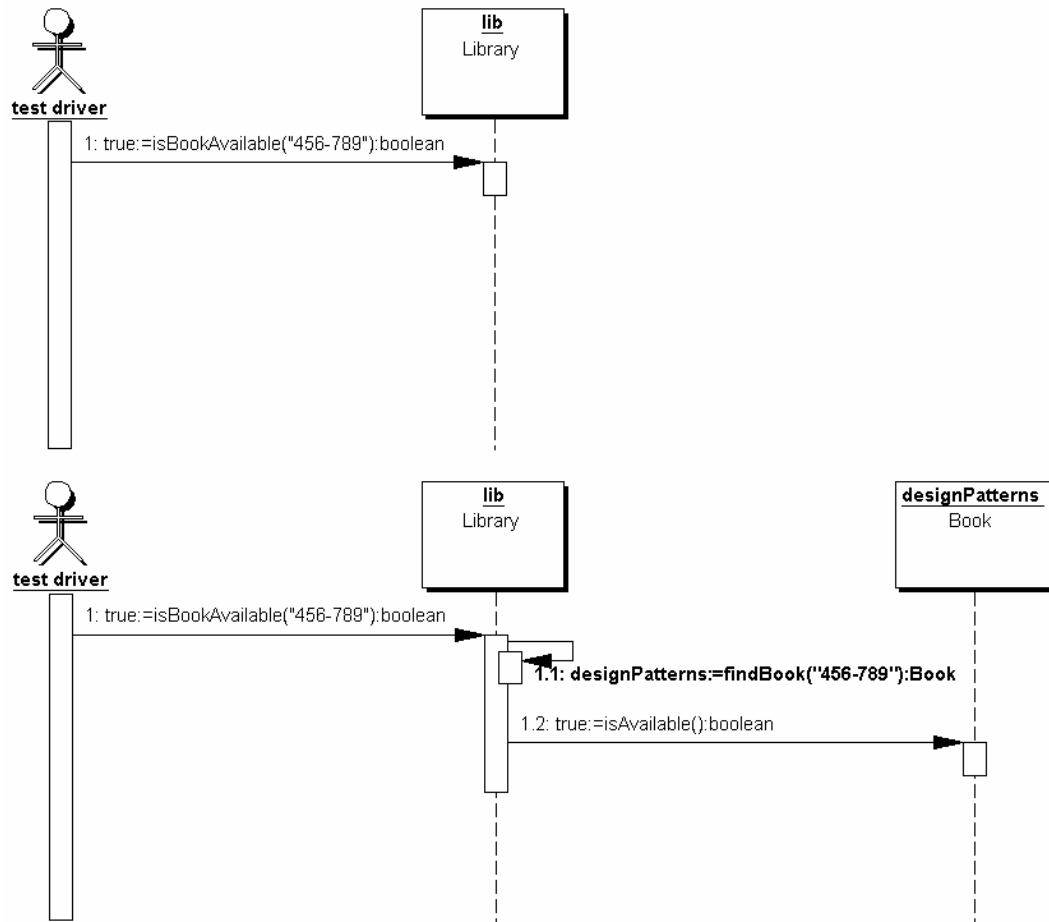 lib
Library
test driver
1: true:=isBookAvailable("456-789"):boolean
lib
Library
designPatterns
Book
test driver
1: true:=isBookAvailable("456-789"):boolean
1.1: designPatterns:=findBook("456-789"):Book
1.2: true:=isAvailable():boolean